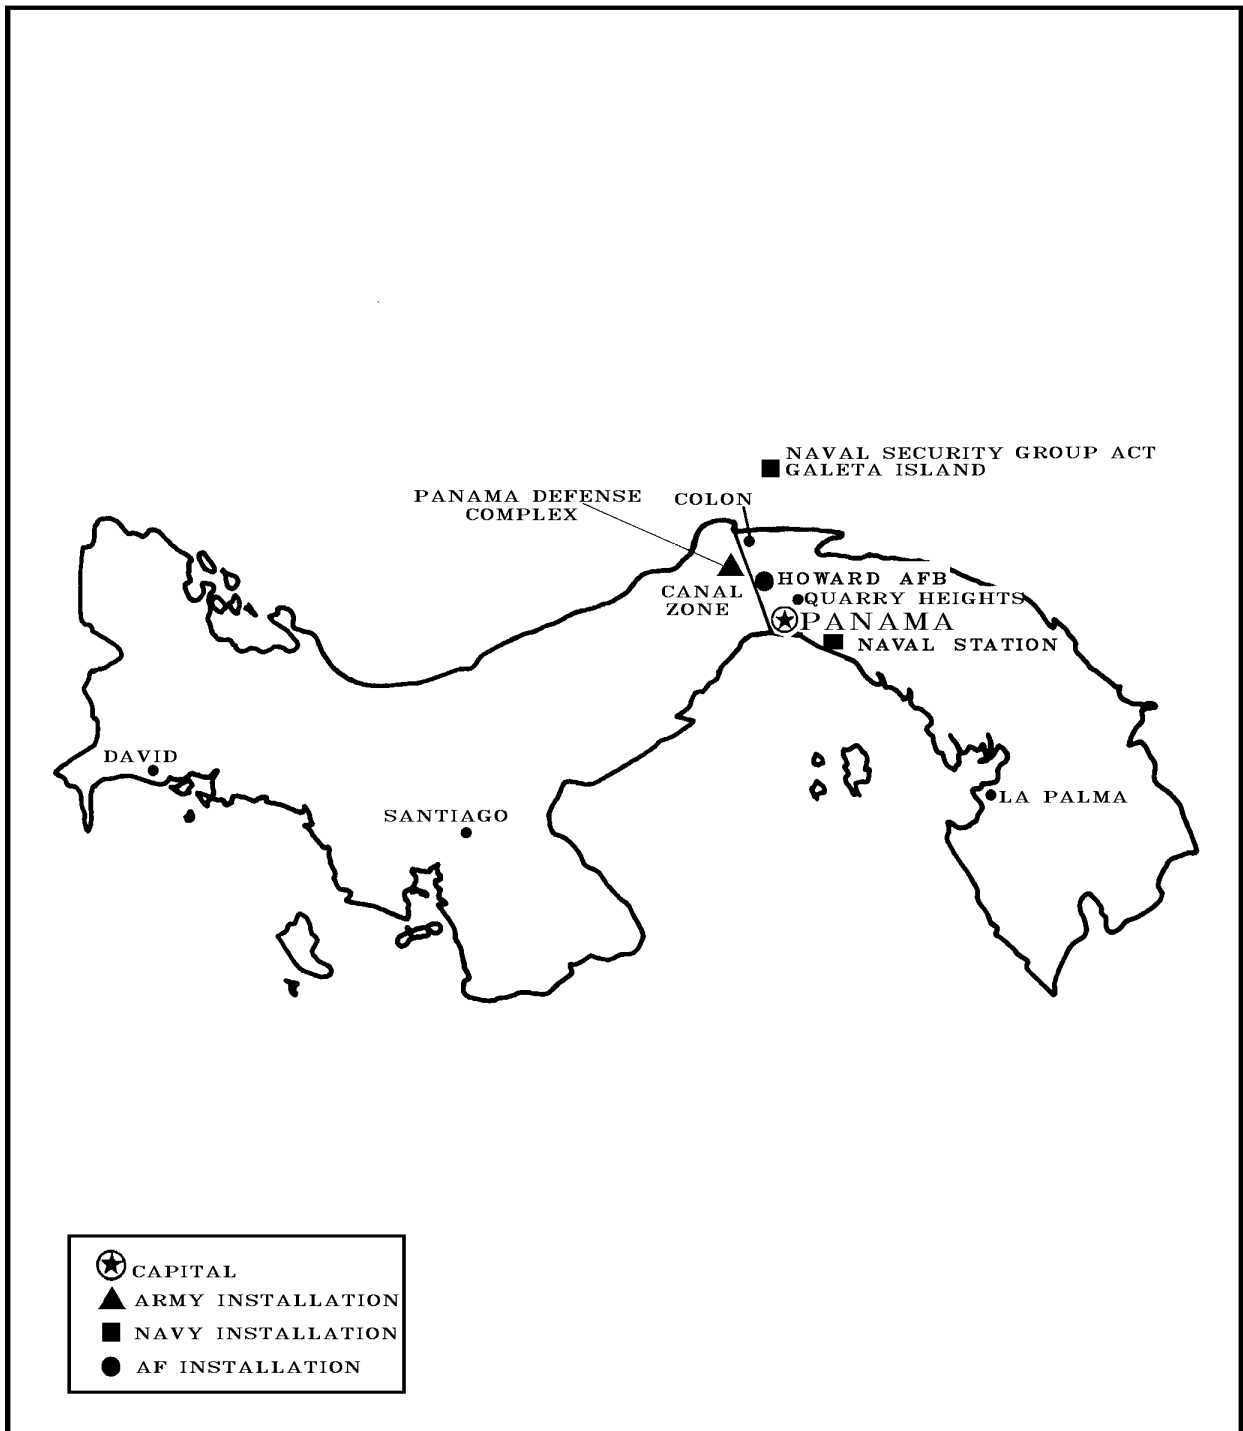 NAVAL SECURITY GROUP ACT
GALETA ISLAND
PANAMA DEFENSE
COMPLEX
COLON
HOWARD AFB
CANAL
ZONE
QUARRY HEIGHTS
PANAMA
NAVAL STATION
DAVID
LA PALMA
SANTIAGO
CAPITAL
ARMY INSTALLATION
NAVY INSTALLATION
AF INSTALLATION